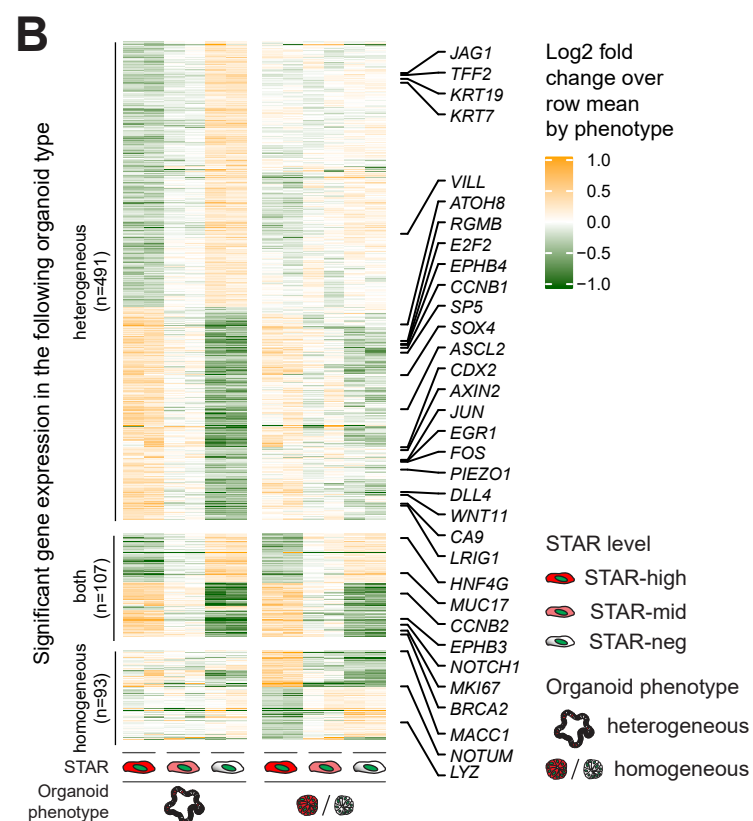 B
Significant gene expression in the following organoid type
heterogeneous
(n=491)
both
(n=107)
homogeneous
(n=93)
JAG1
TFF2
KRT19
KRT7
VILL
ATOH8
RGMB
E2F2
EPHB4
CCNB1
SP5
SOX4
ASCL2
CDX2
AXIN2
JUN
EGR1
FOS
PIEZO1
DLL4
WNT11
CA9
LRIG1
HNF4G
MUC17
CCNB2
EPHB3
NOTCH1
MKI67
BRCA2
MACC1
NOTUM
LYZ
Log2 fold
change over
row mean
by phenotype
1.0
0.5
0.0
−0.5
−1.0
STAR level
STAR-high
STAR-mid
STAR-neg
Organoid phenotype
heterogeneous
/ homogeneous
STAR
Organoid
phenotype
/